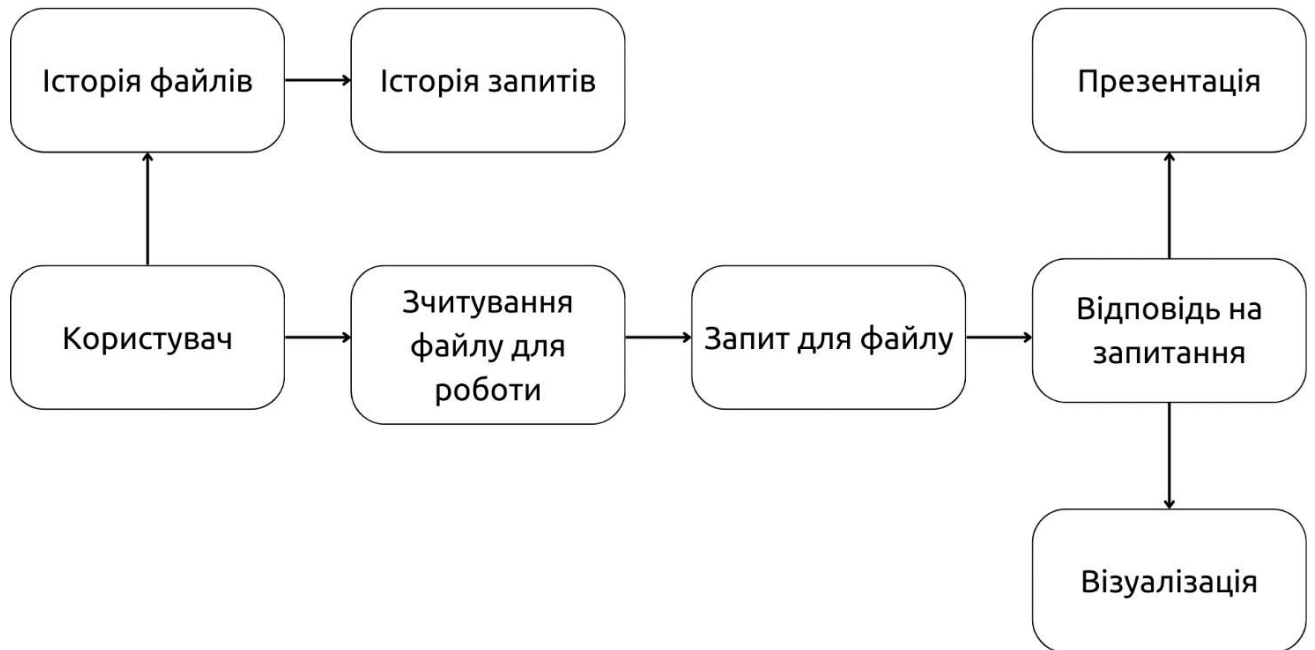 Історія файлів
Історія запитів
Презентація
Користувач
Зчитування
файлу для
роботи
Запит для файлу
Відповідь на
запитання
Візуалізація